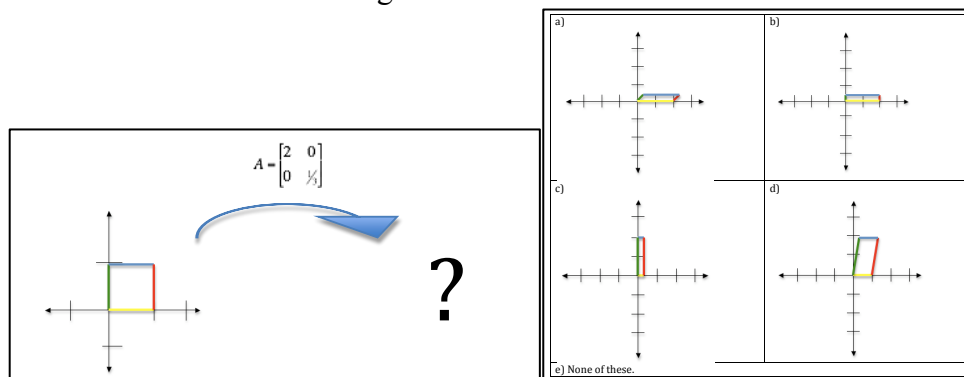 A = [2 0
0 1/3]
?
a)
b)
c)
d)
e) None of these.